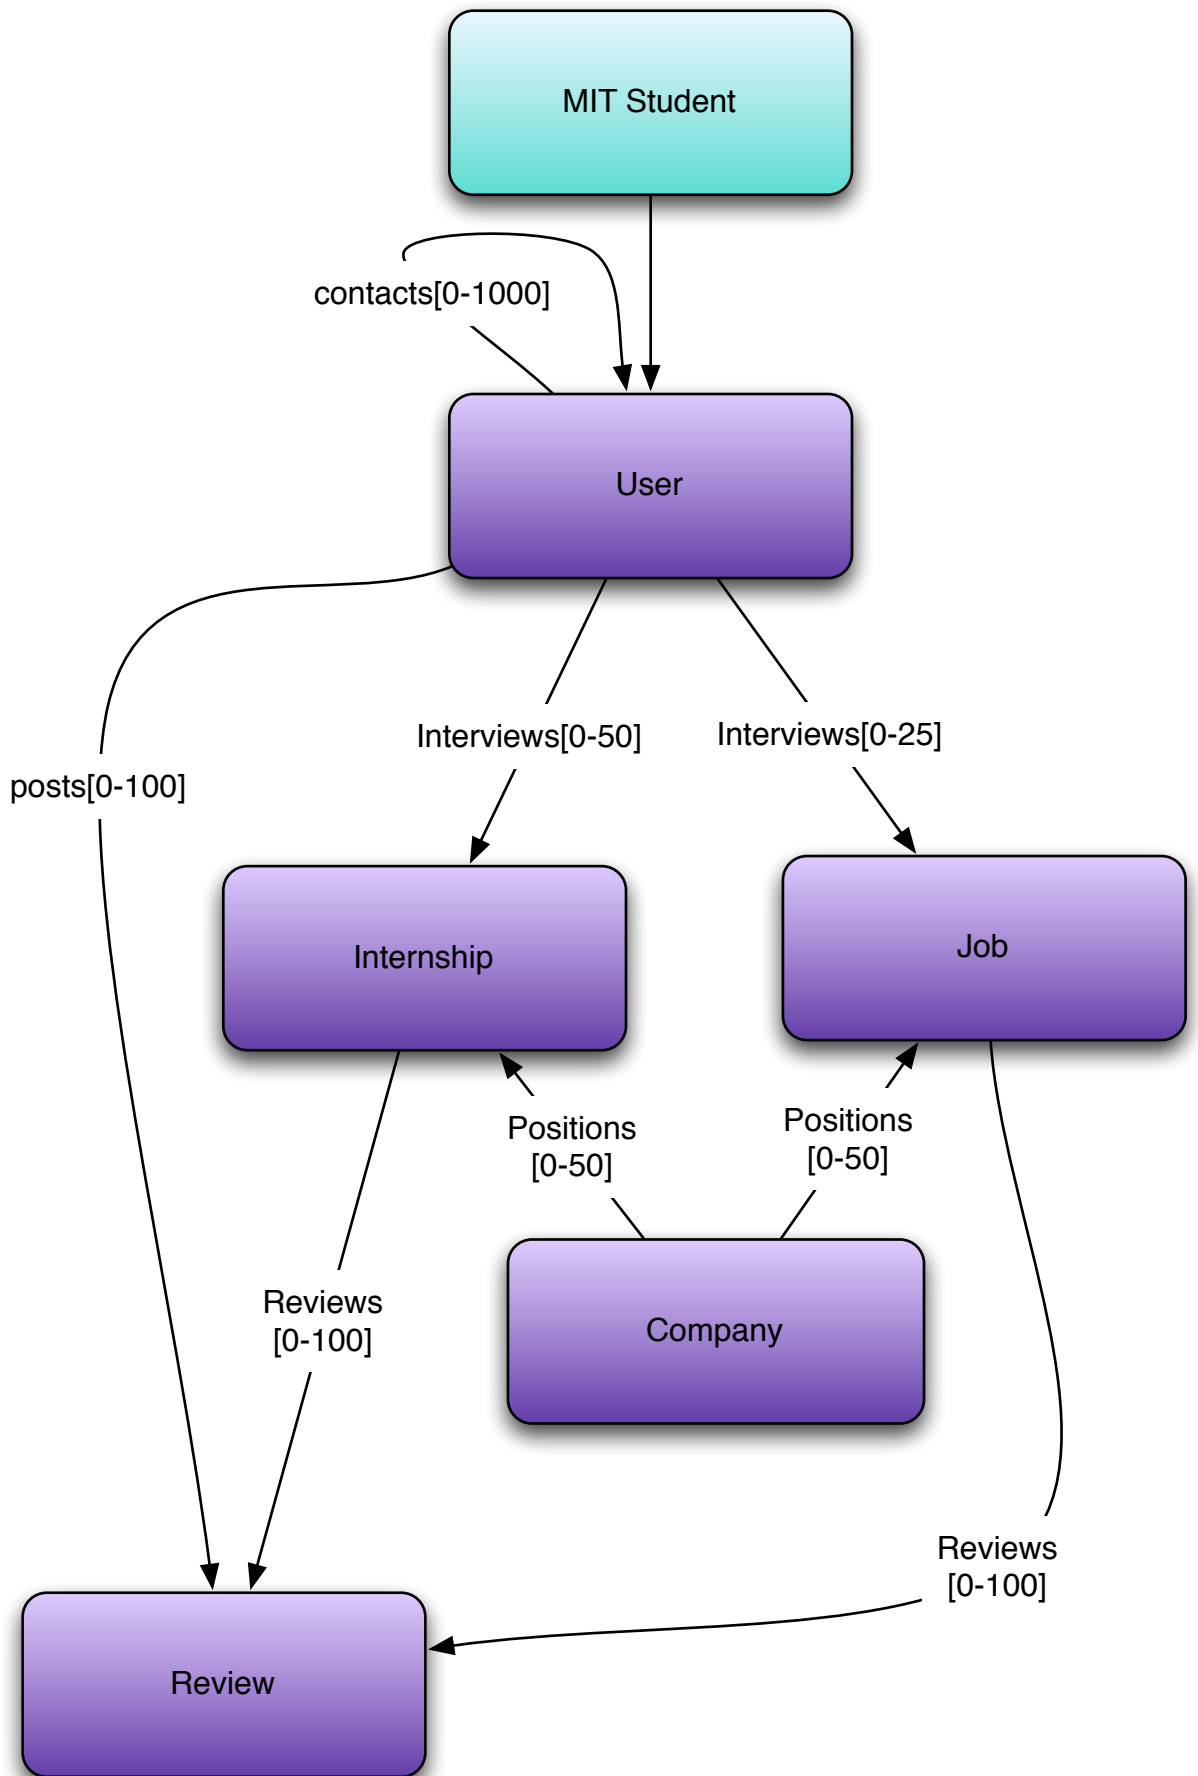 MIT Student
contacts[0-1000]
User
Interviews[0-50]
Interviews[0-25]
posts[0-100]
Internship
Job
Positions
[0-50]
Positions
[0-50]
Reviews
[0-100]
Company
Reviews
[0-100]
Review